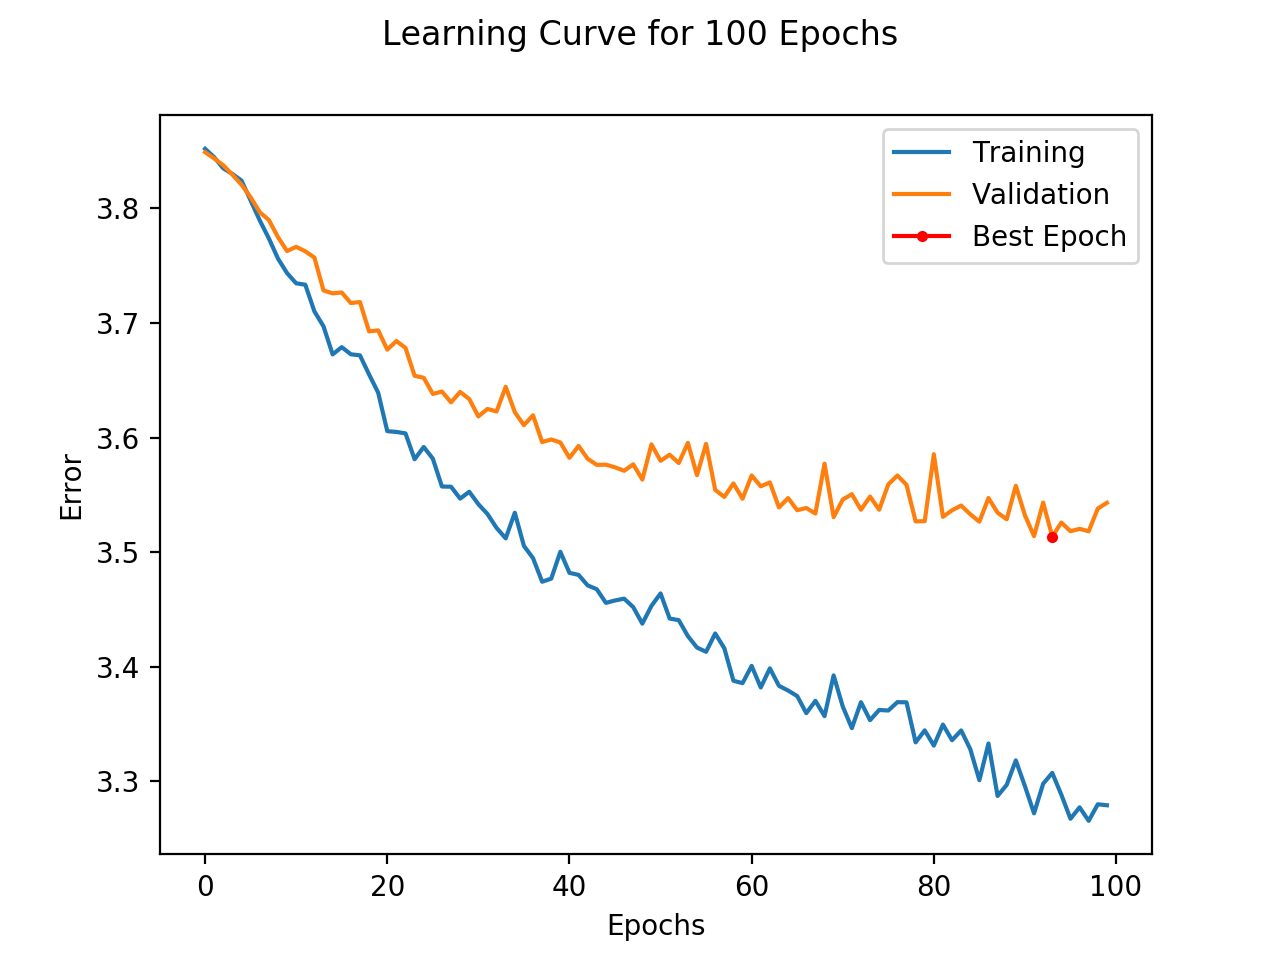 Learning Curve for 100 Epochs
Training
Validation
Best Epoch
3.8
3.7
3.6
3.5
3.4
3.3
Error
0 20 40 60 80 100
Epochs